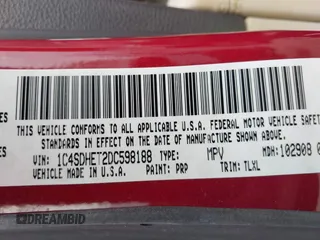 THIS VEHICLE CONFORMS TO ALL APPLICABLE U.S.A. FEDERAL MOTOR VEHICLE SAFET
STANDARDS IN EFFECT ON THE DATE OF MANUFACTURE SHOWN ABOVE.
VIN: 1C4SDHET2DC598188 TYPE: MPV MDH: 102908
VEHICLE MADE IN U.S.A. PAINT: PRP TRIM: TLXL
DREAMBID